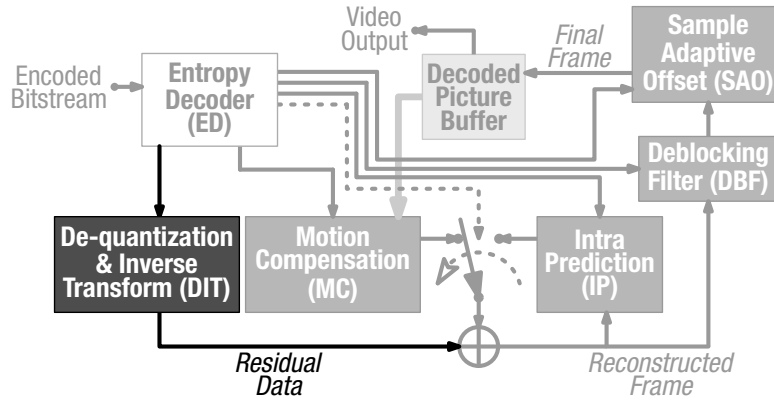 Video
Output
Encoded
Bitstream
Entropy
Decoder
(ED)
Decoded
Picture
Buffer
Final
Frame
Sample
Adaptive
Offset (SAO)
Deblocking
Filter (DBF)
De-quantization
& Inverse
Transform (DIT)
Motion
Compensation
(MC)
Intra
Prediction
(IP)
Residual
Data
Reconstructed
Frame